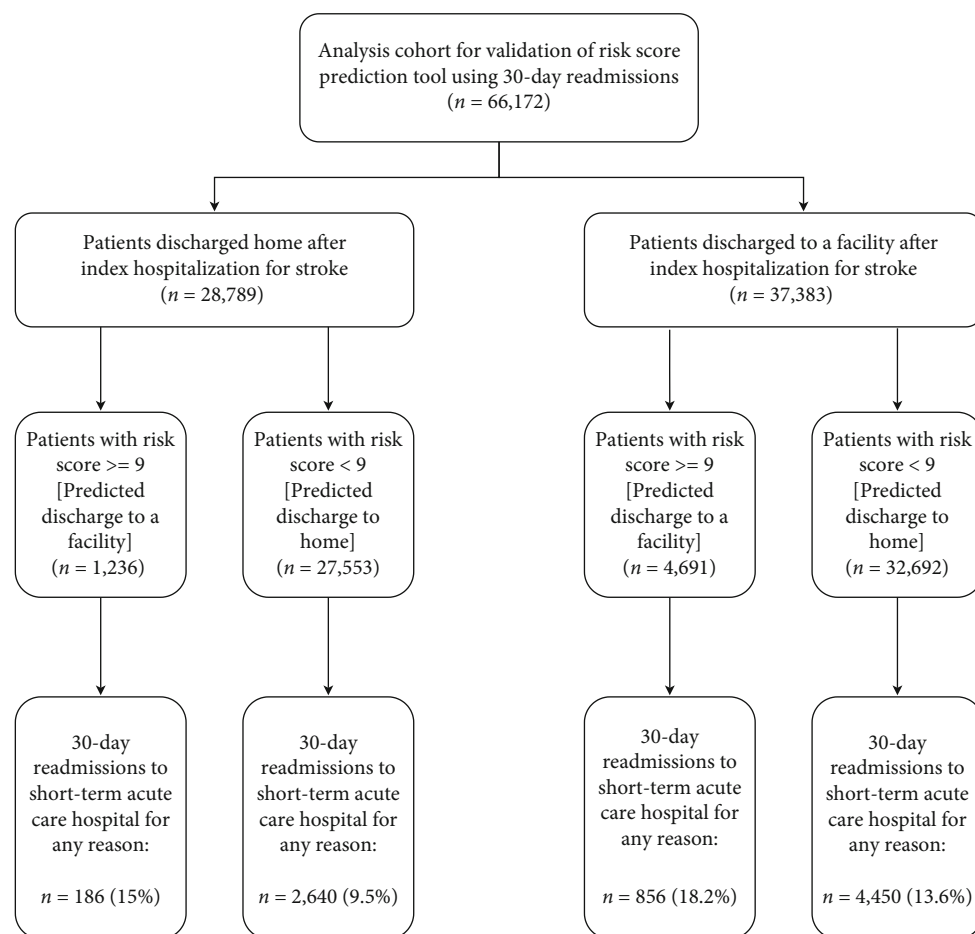 Analysis cohort for validation of risk score
prediction tool using 30-day readmissions
(n = 66,172)
Patients discharged home after
index hospitalization for stroke
(n = 28,789)
Patients discharged to a facility after
index hospitalization for stroke
(n = 37,383)
Patients with risk
score >= 9
[Predicted
discharge to a
facility]
(n = 1,236)
Patients with risk
score < 9
[Predicted
discharge to
home]
(n = 27,553)
Patients with risk
score >= 9
[Predicted
discharge to a
facility]
(n = 4,691)
Patients with risk
score < 9
[Predicted
discharge to
home]
(n = 32,692)
30-day
readmissions to
short-term acute
care hospital for
any reason:
n = 186 (15%)
30-day
readmissions to
short-term acute
care hospital for
any reason:
n = 2,640 (9.5%)
30-day
readmissions to
short-term acute
care hospital for
any reason:
n = 856 (18.2%)
30-day
readmissions to
short-term acute
care hospital for
any reason:
n = 4,450 (13.6%)